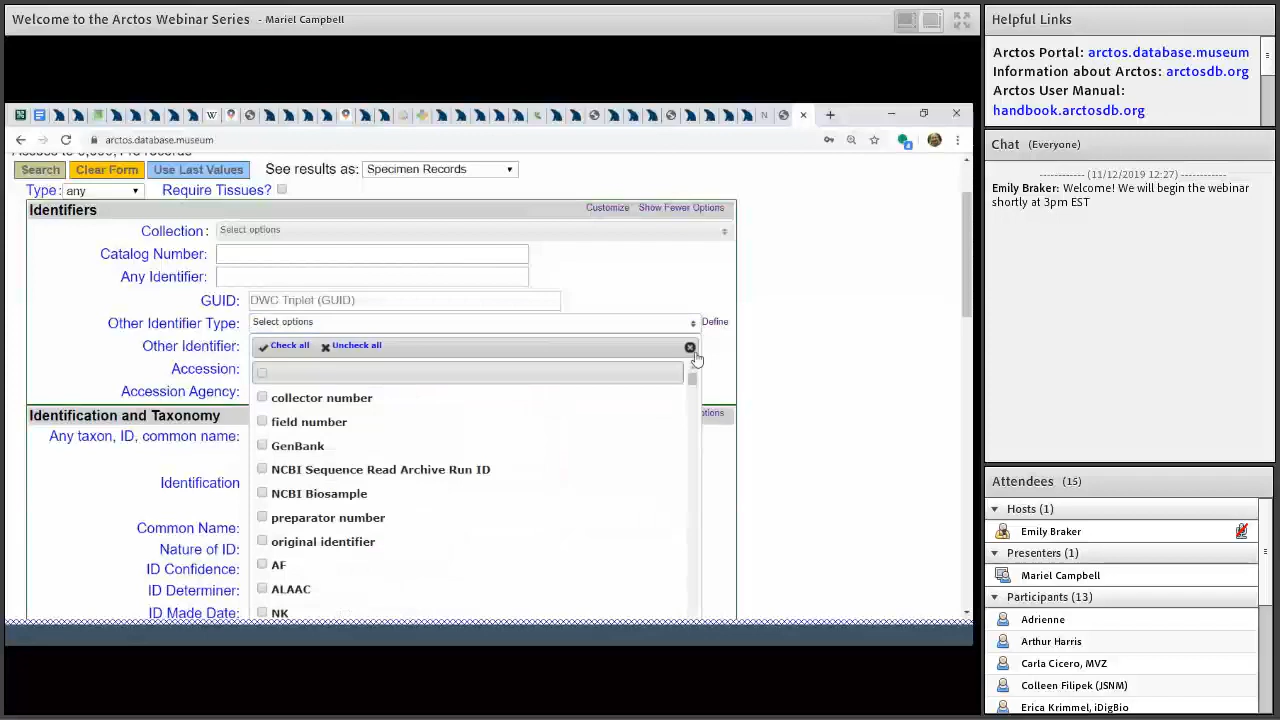 Welcome to the Arctos Webinar Series - Mariel Campbell
arctos.database.museum
Search Clear Form Use Last Values See results as: Specimen Records
Type: any Require Tissues?
Identifiers Customize Show Fewer Options
Collection: Select options
Catalog Number:
Any Identifier:
GUID: DWC Triplet (GUID)
Other Identifier Type: Select options Define
Other Identifier: Check all Uncheck all
Accession:
Accession Agency:
collector number
field number
GenBank
NCBI Sequence Read Archive Run ID
NCBI Biosample
preparator number
original identifier
AF
ALAAC
NK
Identification and Taxonomy
Any taxon, ID, common name:
Identification
Common Name:
Nature of ID:
ID Confidence:
ID Determiner:
ID Made Date:
Helpful Links
Arctos Portal: arctos.database.museum
Information about Arctos: arctosdb.org
Arctos User Manual:
handbook.arctosdb.org
Chat (Everyone)
------------ (11/12/2019 12:27) ------------
Emily Braker: Welcome! We will begin the webinar
shortly at 3pm EST
Attendees (15)
Hosts (1)
Emily Braker
Presenters (1)
Mariel Campbell
Participants (13)
Adrienne
Arthur Harris
Carla Cicero, MVZ
Colleen Filipek (JSNM)
Erica Krimmel, iDigBio